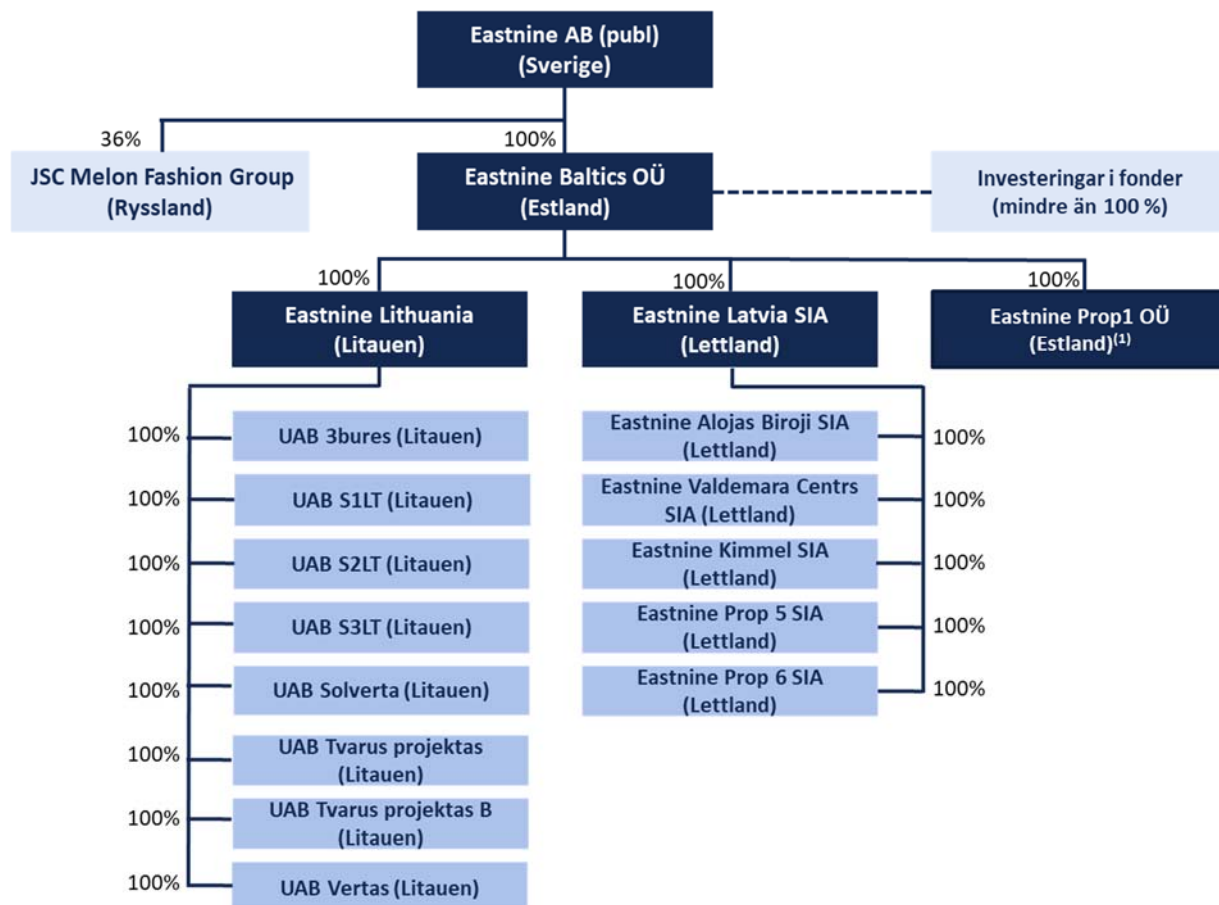 Eastnine AB (publ)
(Sverige)
36%
100%
JSC Melon Fashion Group
(Ryssland)
Eastnine Baltics OÜ
(Estland)
Investeringar i fonder
(mindre än 100 %)
100%
100%
100%
Eastnine Lithuania
(Litauen)
Eastnine Latvia SIA
(Lettland)
Eastnine Prop1 OÜ
(Estland)(1)
100%
UAB 3bures (Litauen)
Eastnine Alojas Biroji SIA
(Lettland)
100%
100%
UAB S1LT (Litauen)
Eastnine Valdemara Centrs
SIA (Lettland)
100%
100%
UAB S2LT (Litauen)
Eastnine Kimmel SIA
(Lettland)
100%
100%
UAB S3LT (Litauen)
Eastnine Prop 5 SIA
(Lettland)
100%
100%
UAB Solverta (Litauen)
Eastnine Prop 6 SIA
(Lettland)
100%
100%
UAB Tvarus projektas
(Litauen)
100%
UAB Tvarus projektas B
(Litauen)
100%
UAB Vertas (Litauen)